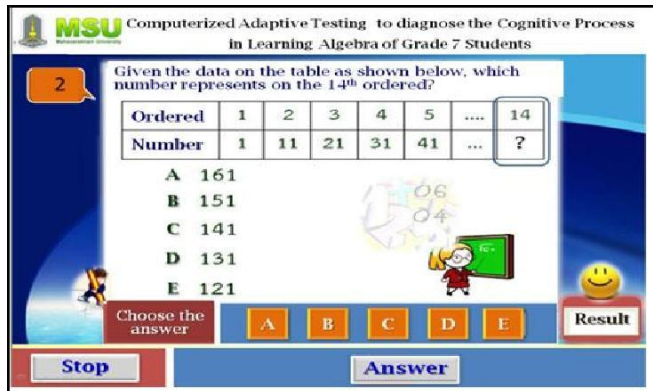 MSU Computerized Adaptive Testing to diagnose the Cognitive Process
in Learning Algebra of Grade 7 Students
2
Given the data on the table as shown below, which
number represents on the 14th ordered?
Ordered 1 2 3 4 5 .... 14
Number 1 11 21 31 41 ... ?
A 161
B 151
C 141
D 131
E 121
06
04
Choose the
answer
A B C D E
Result
Stop
Answer